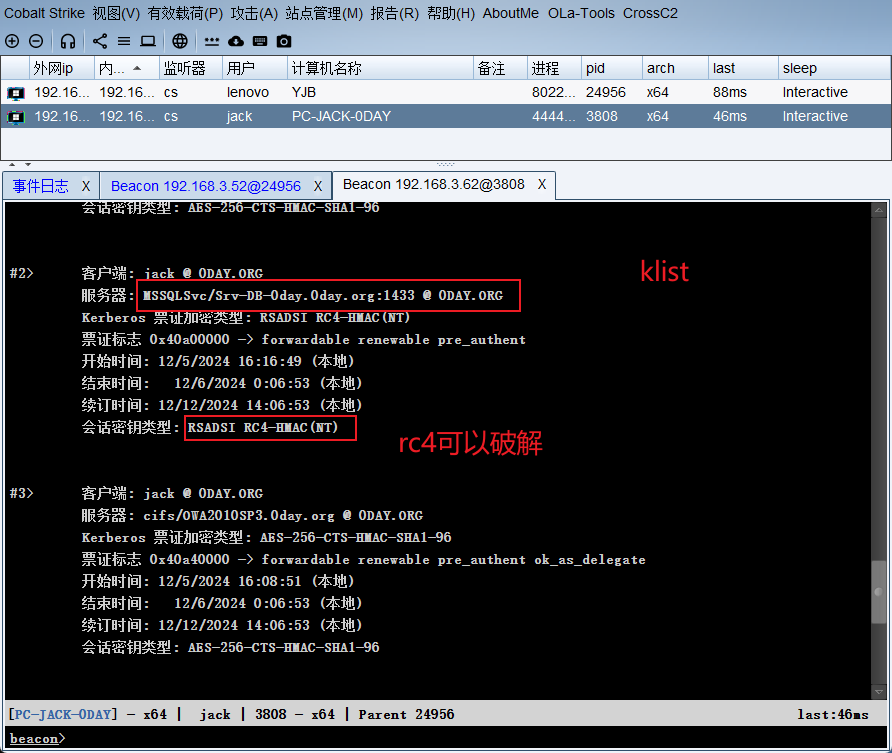 Cobalt Strike 视图(V) 有效载荷(P) 攻击(A) 站点管理(M) 报告(R) 帮助(H) AboutMe OLa-Tools CrossC2
外网ip 内... 监听器 用户 计算机名称 备注 进程 pid arch last sleep
192.16... 192.16... cs lenovo YJB 8022... 24956 x64 88ms Interactive
192.16... 192.16... cs jack PC-JACK-0DAY 4444... 3808 x64 46ms Interactive
事件日志 X Beacon 192.168.3.52@24956 X Beacon 192.168.3.62@3808 X
会话密钥类型: AES-256-CTS-HMAC-SHA1-96
klist
#2> 客户端: jack @ 0DAY.ORG
服务器: MSSQLSvc/Srv-DB-0day.0day.org:1433 @ 0DAY.ORG
Kerberos 票证加密类型: RSADSI RC4-HMAC(NT)
票证标志 0x40a00000 -> forwardable renewable pre_authent
开始时间: 12/5/2024 16:16:49 (本地)
结束时间: 12/6/2024 0:06:53 (本地)
续订时间: 12/12/2024 14:06:53 (本地)
会话密钥类型: RSADSI RC4-HMAC(NT)
rc4可以破解
#3> 客户端: jack @ 0DAY.ORG
服务器: cifs/OWA2010SP3.0day.org @ 0DAY.ORG
Kerberos 票证加密类型: AES-256-CTS-HMAC-SHA1-96
票证标志 0x40a40000 -> forwardable renewable pre_authent ok_as_delegate
开始时间: 12/5/2024 16:08:51 (本地)
结束时间: 12/6/2024 0:06:53 (本地)
续订时间: 12/12/2024 14:06:53 (本地)
会话密钥类型: AES-256-CTS-HMAC-SHA1-96
[PC-JACK-0DAY] - x64 | jack | 3808 - x64 | Parent 24956 last:46ms
beacon>